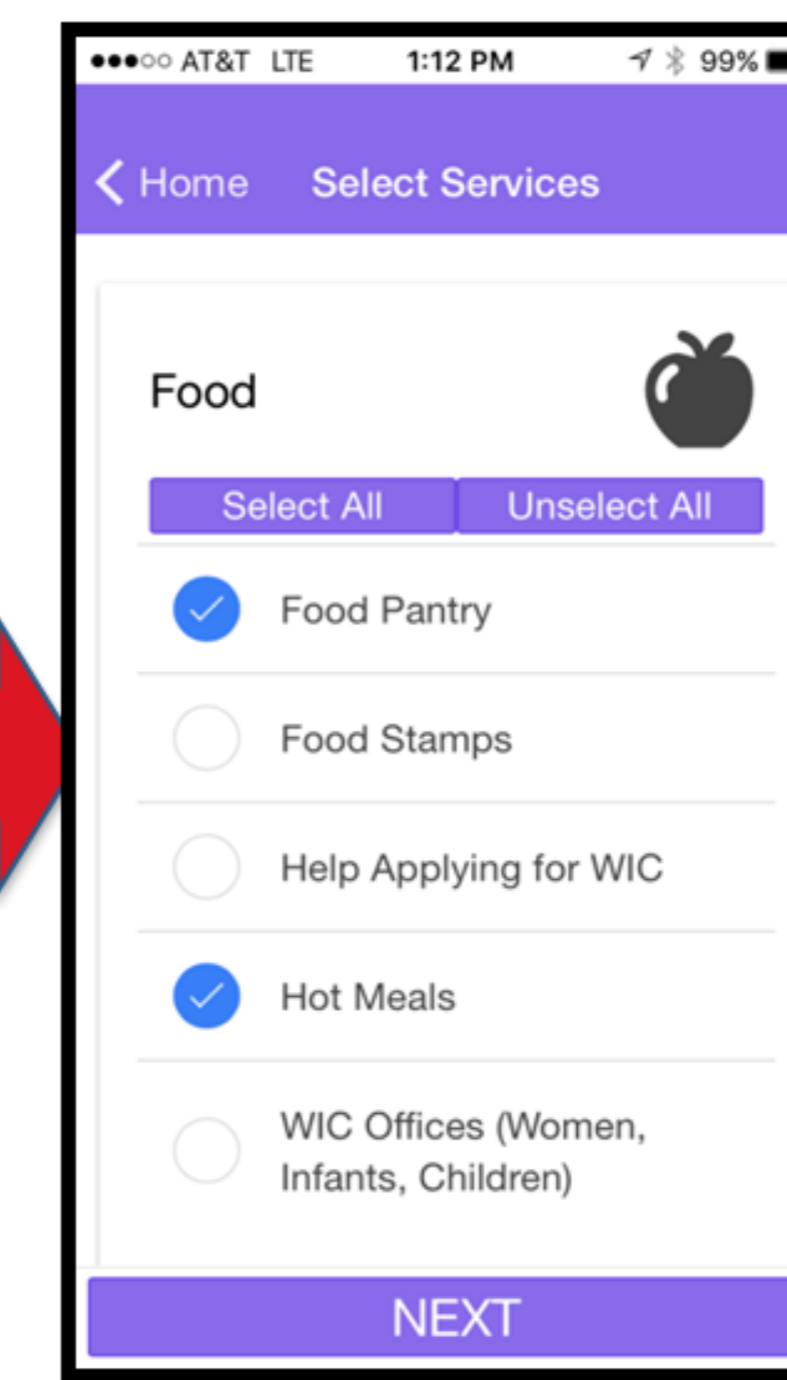 AT&T LTE 1:12 PM 99%
Home Select Services
Food
Select All Unselect All
Food Pantry
Food Stamps
Help Applying for WIC
Hot Meals
WIC Offices (Women,
Infants, Children)
NEXT